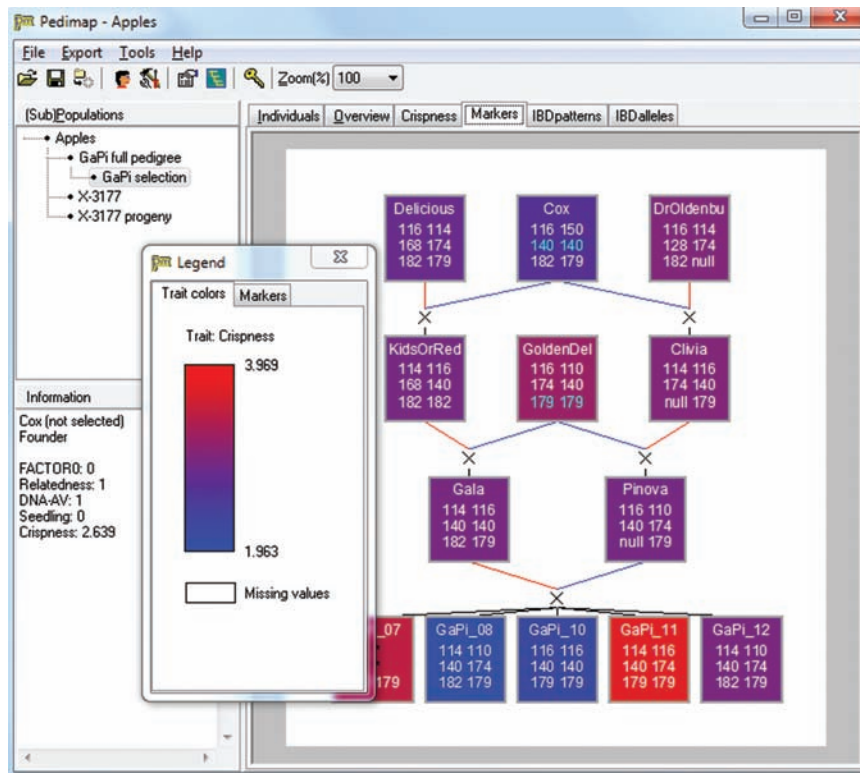 Pedimap - Apples
File Export Tools Help
Zoom(%) 100
(Sub)Populations
Apples
GaPi full pedigree
GaPi selection
X-3177
X-3177 progeny
Information
Cox (not selected)
Founder
FACTOR0: 0
Relatedness: 1
DNA-AV: 1
Seedling: 0
Crispness: 2.639
Individuals Overview Crispness Markers IBDpatterns IBDalleles
Legend
Trait colors Markers
Trait: Crispness
3.969
1.963
Missing values
Delicious
116 114
168 174
182 179
Cox
116 150
140 140
182 179
DrOldenbu
116 114
128 174
182 null
KidsOrRed
114 116
168 140
182 182
GoldenDel
116 110
174 140
179 179
Clivia
114 116
174 140
null 179
Gala
114 116
140 140
182 179
Pinova
116 110
140 174
null 179
_07
179
GaPi_08
114 110
140 174
182 179
GaPi_10
116 116
140 140
179 179
GaPi_11
114 116
140 174
179 179
GaPi_12
114 110
140 174
182 179